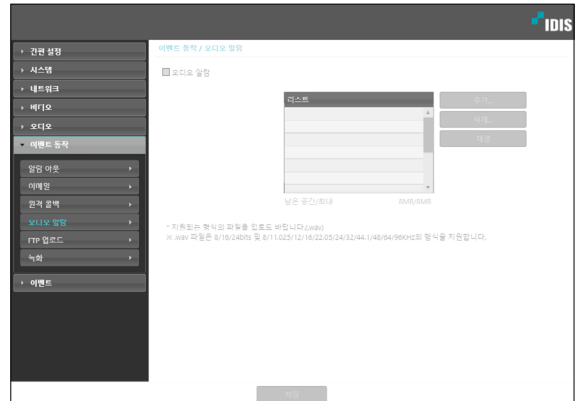 IDIS
간편 설정
시스템
네트워크
비디오
오디오
이벤트 동작
알람 아웃
이메일
원격 콜백
오디오 알람
FTP 업로드
녹화
이벤트
이벤트 동작 / 오디오 알람
오디오 알람
리스트
추가...
삭제...
재생
남은 공간/최대 8MB/8MB
* 지원되는 형식의 파일을 업로드 바랍니다.(.wav)
※ .wav 파일은 8/16/24bits 및 8/11.025/12/16/22.05/24/32/44.1/48/64/96KHz의 형식을 지원합니다.
저장